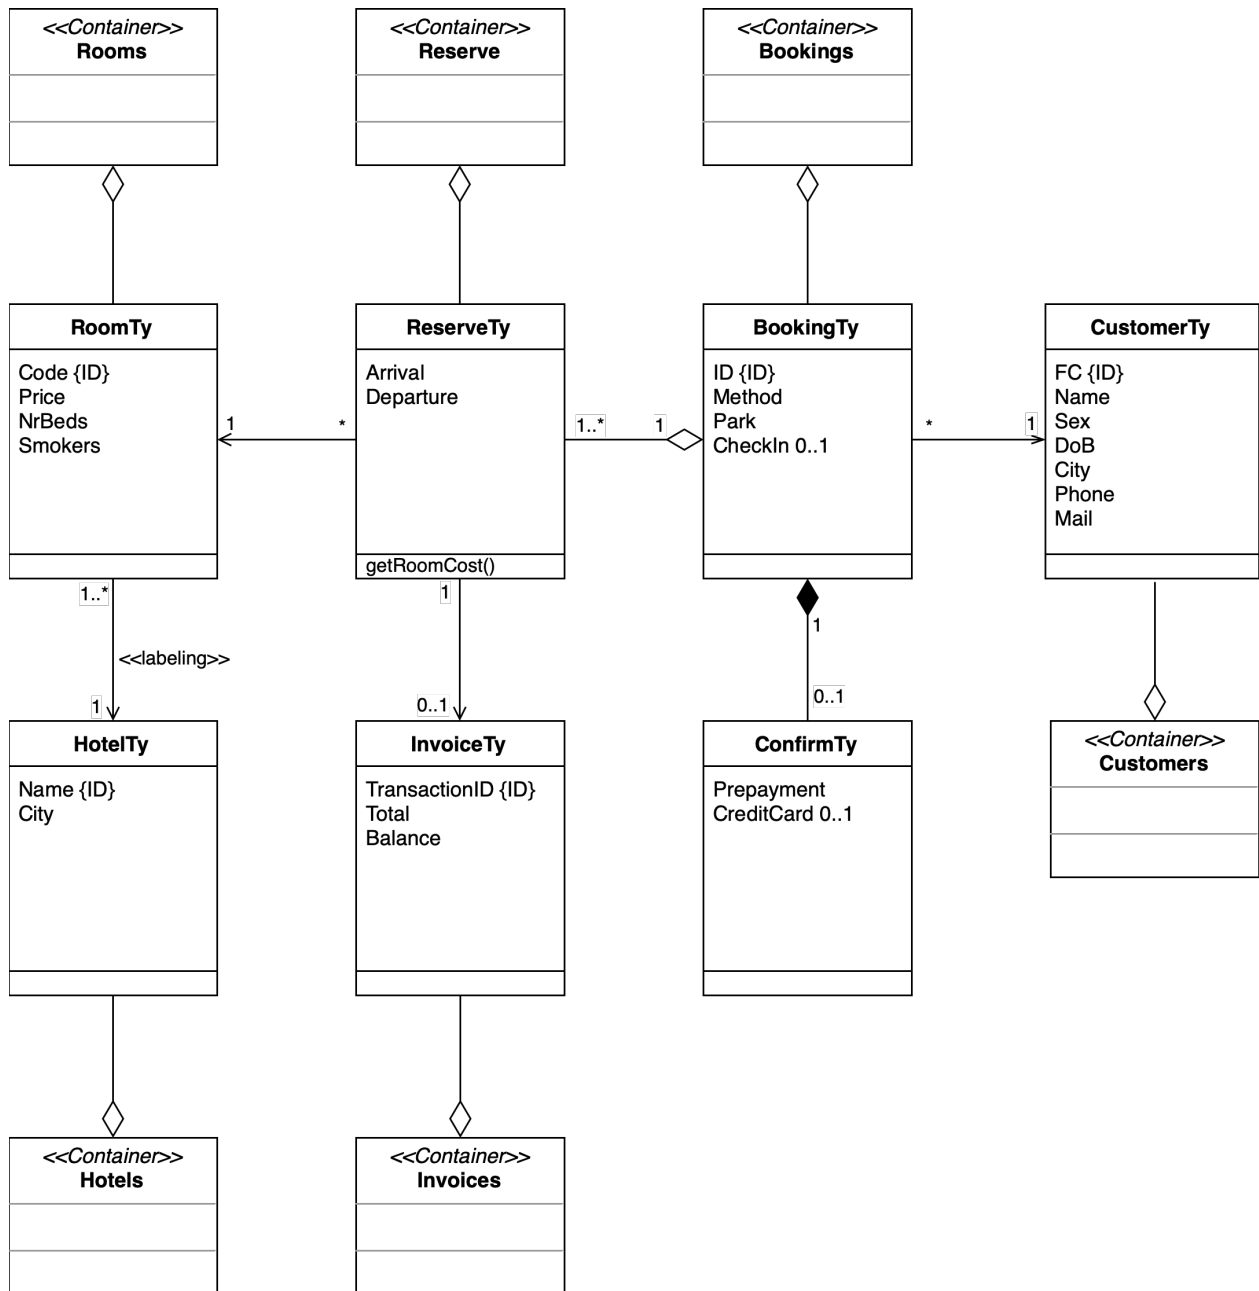 <<Container>>
Rooms
<<Container>>
Reserve
<<Container>>
Bookings
RoomTy
Code {ID}
Price
NrBeds
Smokers
ReserveTy
Arrival
Departure
getRoomCost()
BookingTy
ID {ID}
Method
Park
CheckIn 0..1
CustomerTy
FC {ID}
Name
Sex
DoB
City
Phone
Mail
1
*
1..*
1
*
1
1..*
<<labeling>>
1
1
0..1
1
0..1
HotelTy
Name {ID}
City
InvoiceTy
TransactionID {ID}
Total
Balance
ConfirmTy
Prepayment
CreditCard 0..1
<<Container>>
Customers
<<Container>>
Hotels
<<Container>>
Invoices